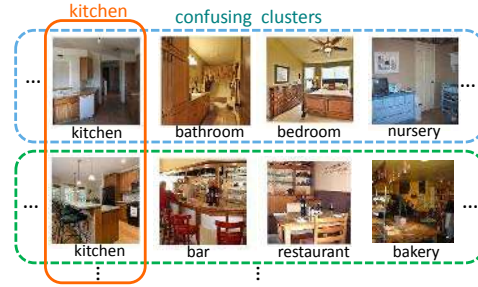 kitchen
confusing clusters
... ...
kitchen bathroom bedroom nursery
... ...
kitchen bar restaurant bakery
⋮ ⋮